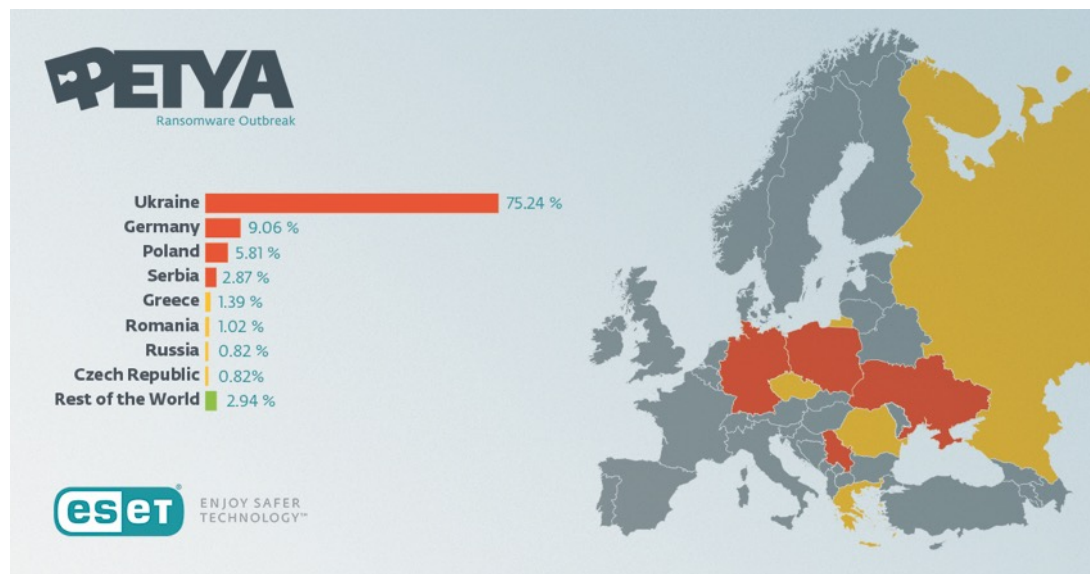 PETYA
Ransomware Outbreak
Ukraine 75.24 %
Germany 9.06 %
Poland 5.81 %
Serbia 2.87 %
Greece 1.39 %
Romania 1.02 %
Russia 0.82 %
Czech Republic 0.82%
Rest of the World 2.94 %
eseT®
ENJOY SAFER
TECHNOLOGY™